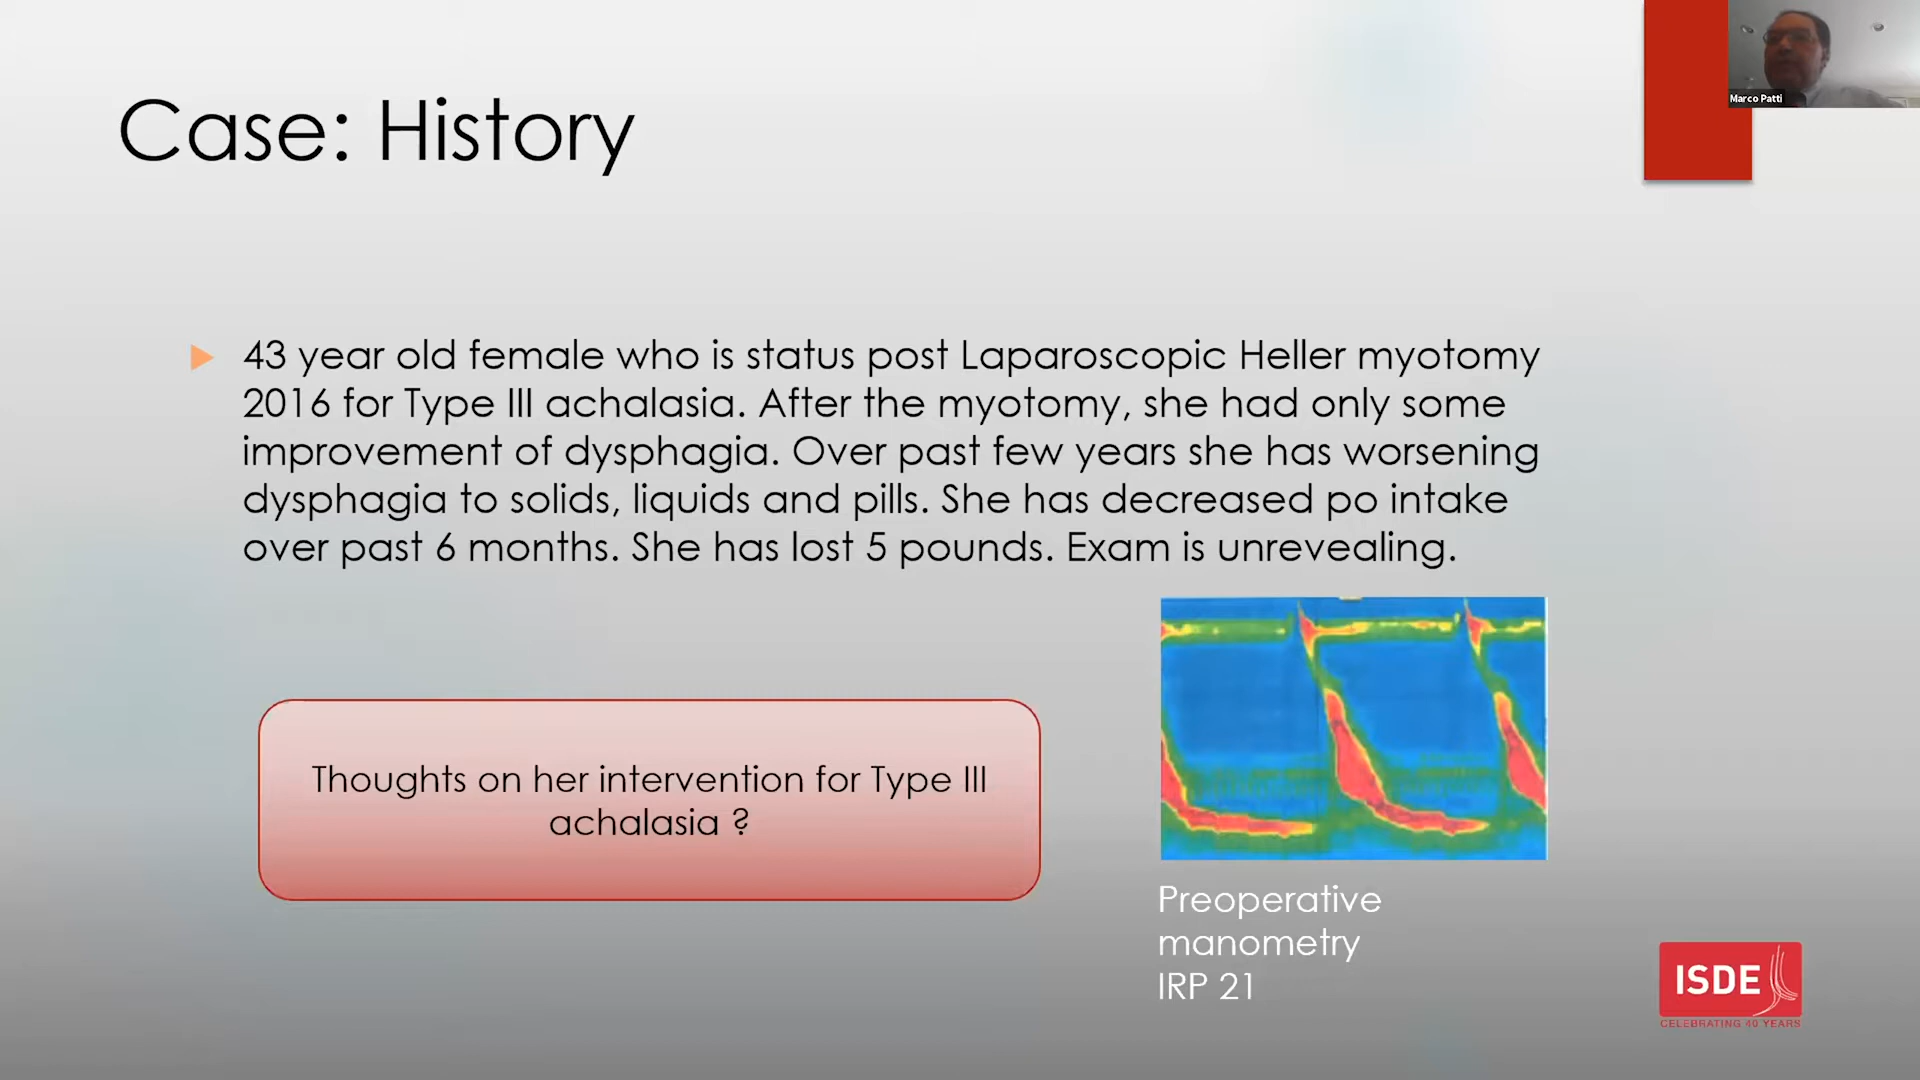 Case: History
Marco Patti
43 year old female who is status post Laparoscopic Heller myotomy
2016 for Type III achalasia. After the myotomy, she had only some
improvement of dysphagia. Over past few years she has worsening
dysphagia to solids, liquids and pills. She has decreased po intake
over past 6 months. She has lost 5 pounds. Exam is unrevealing.
Thoughts on her intervention for Type III
achalasia ?
Preoperative
manometry
IRP 21
ISDE
CELEBRATING 40 YEARS